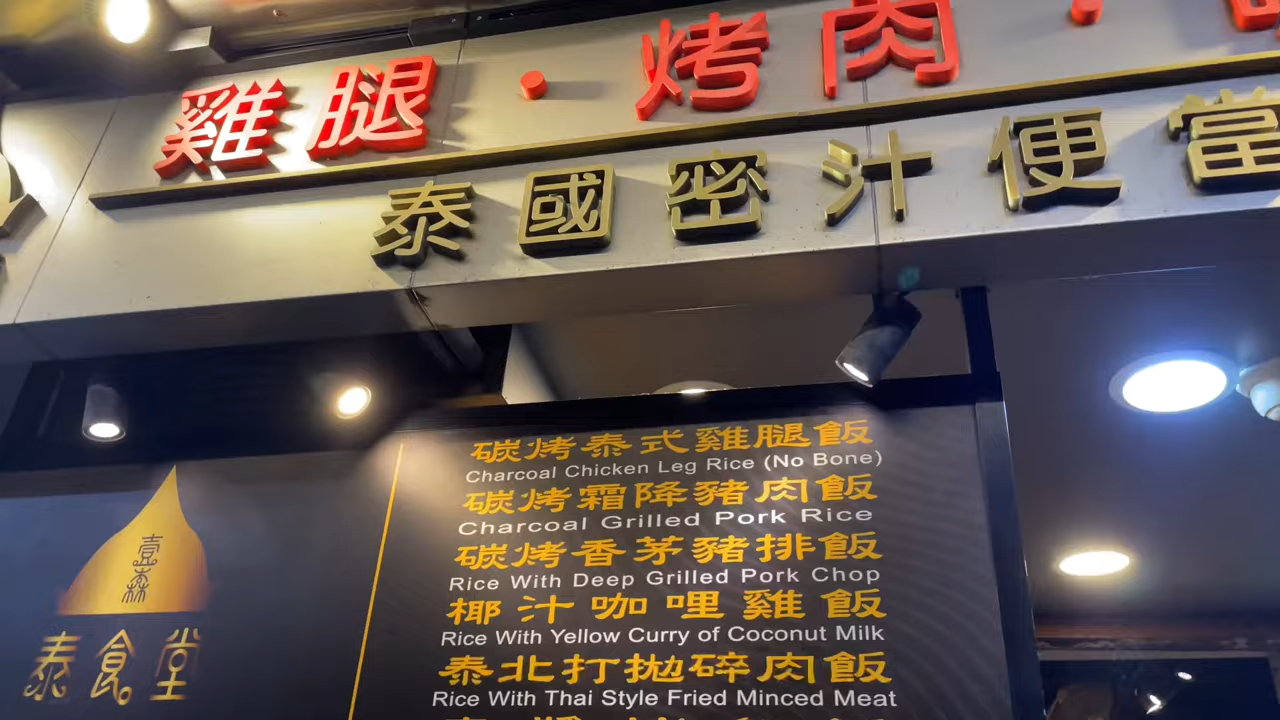 雞腿·烤肉·
泰國密汁便當
碳烤泰式雞腿飯
Charcoal Chicken Leg Rice (No Bone)
碳烤霜降豬肉飯
Charcoal Grilled Pork Rice
碳烤香茅豬排飯
Rice With Deep Grilled Pork Chop
椰汁咖哩雞飯
Rice With Yellow Curry of Coconut Milk
泰北打拋碎肉飯
Rice With Thai Style Fried Minced Meat
壹森
泰食堂